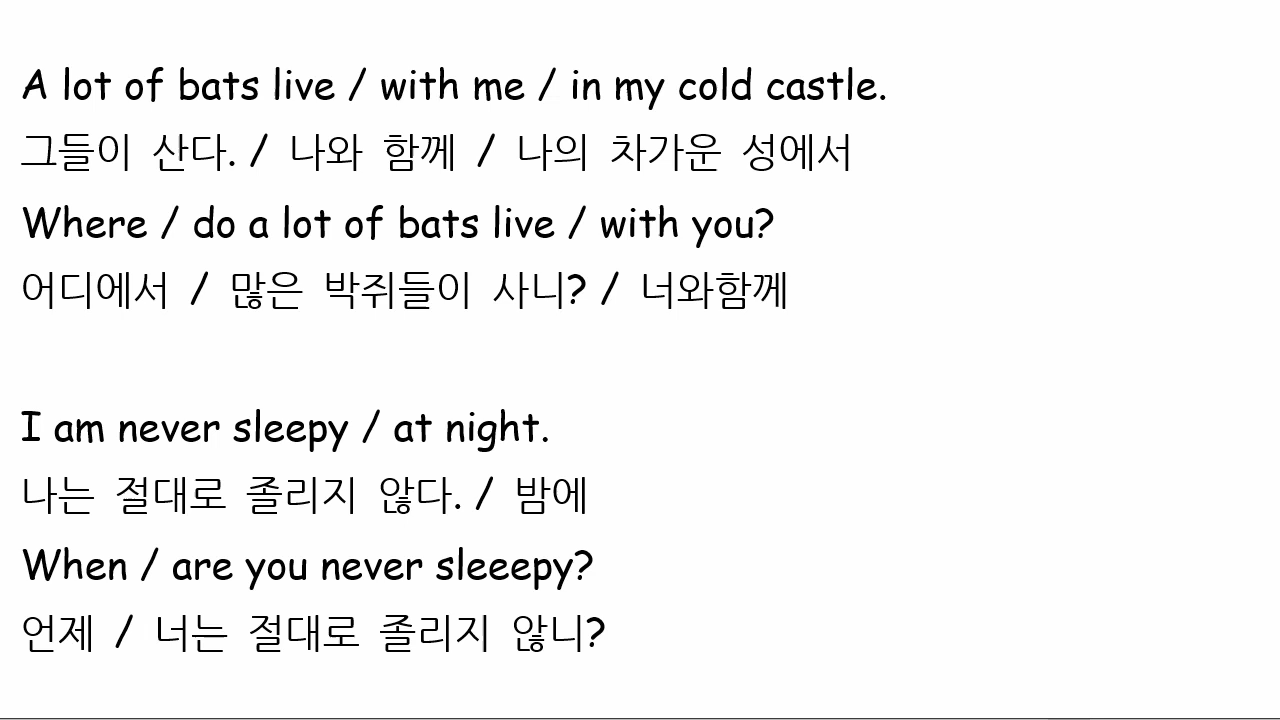 A lot of bats live / with me / in my cold castle.
그들이 산다. / 나와 함께 / 나의 차가운 성에서
Where / do a lot of bats live / with you?
어디에서 / 많은 박쥐들이 사니? / 너와함께
I am never sleepy / at night.
나는 절대로 졸리지 않다. / 밤에
When / are you never sleeepy?
언제 / 너는 절대로 졸리지 않니?